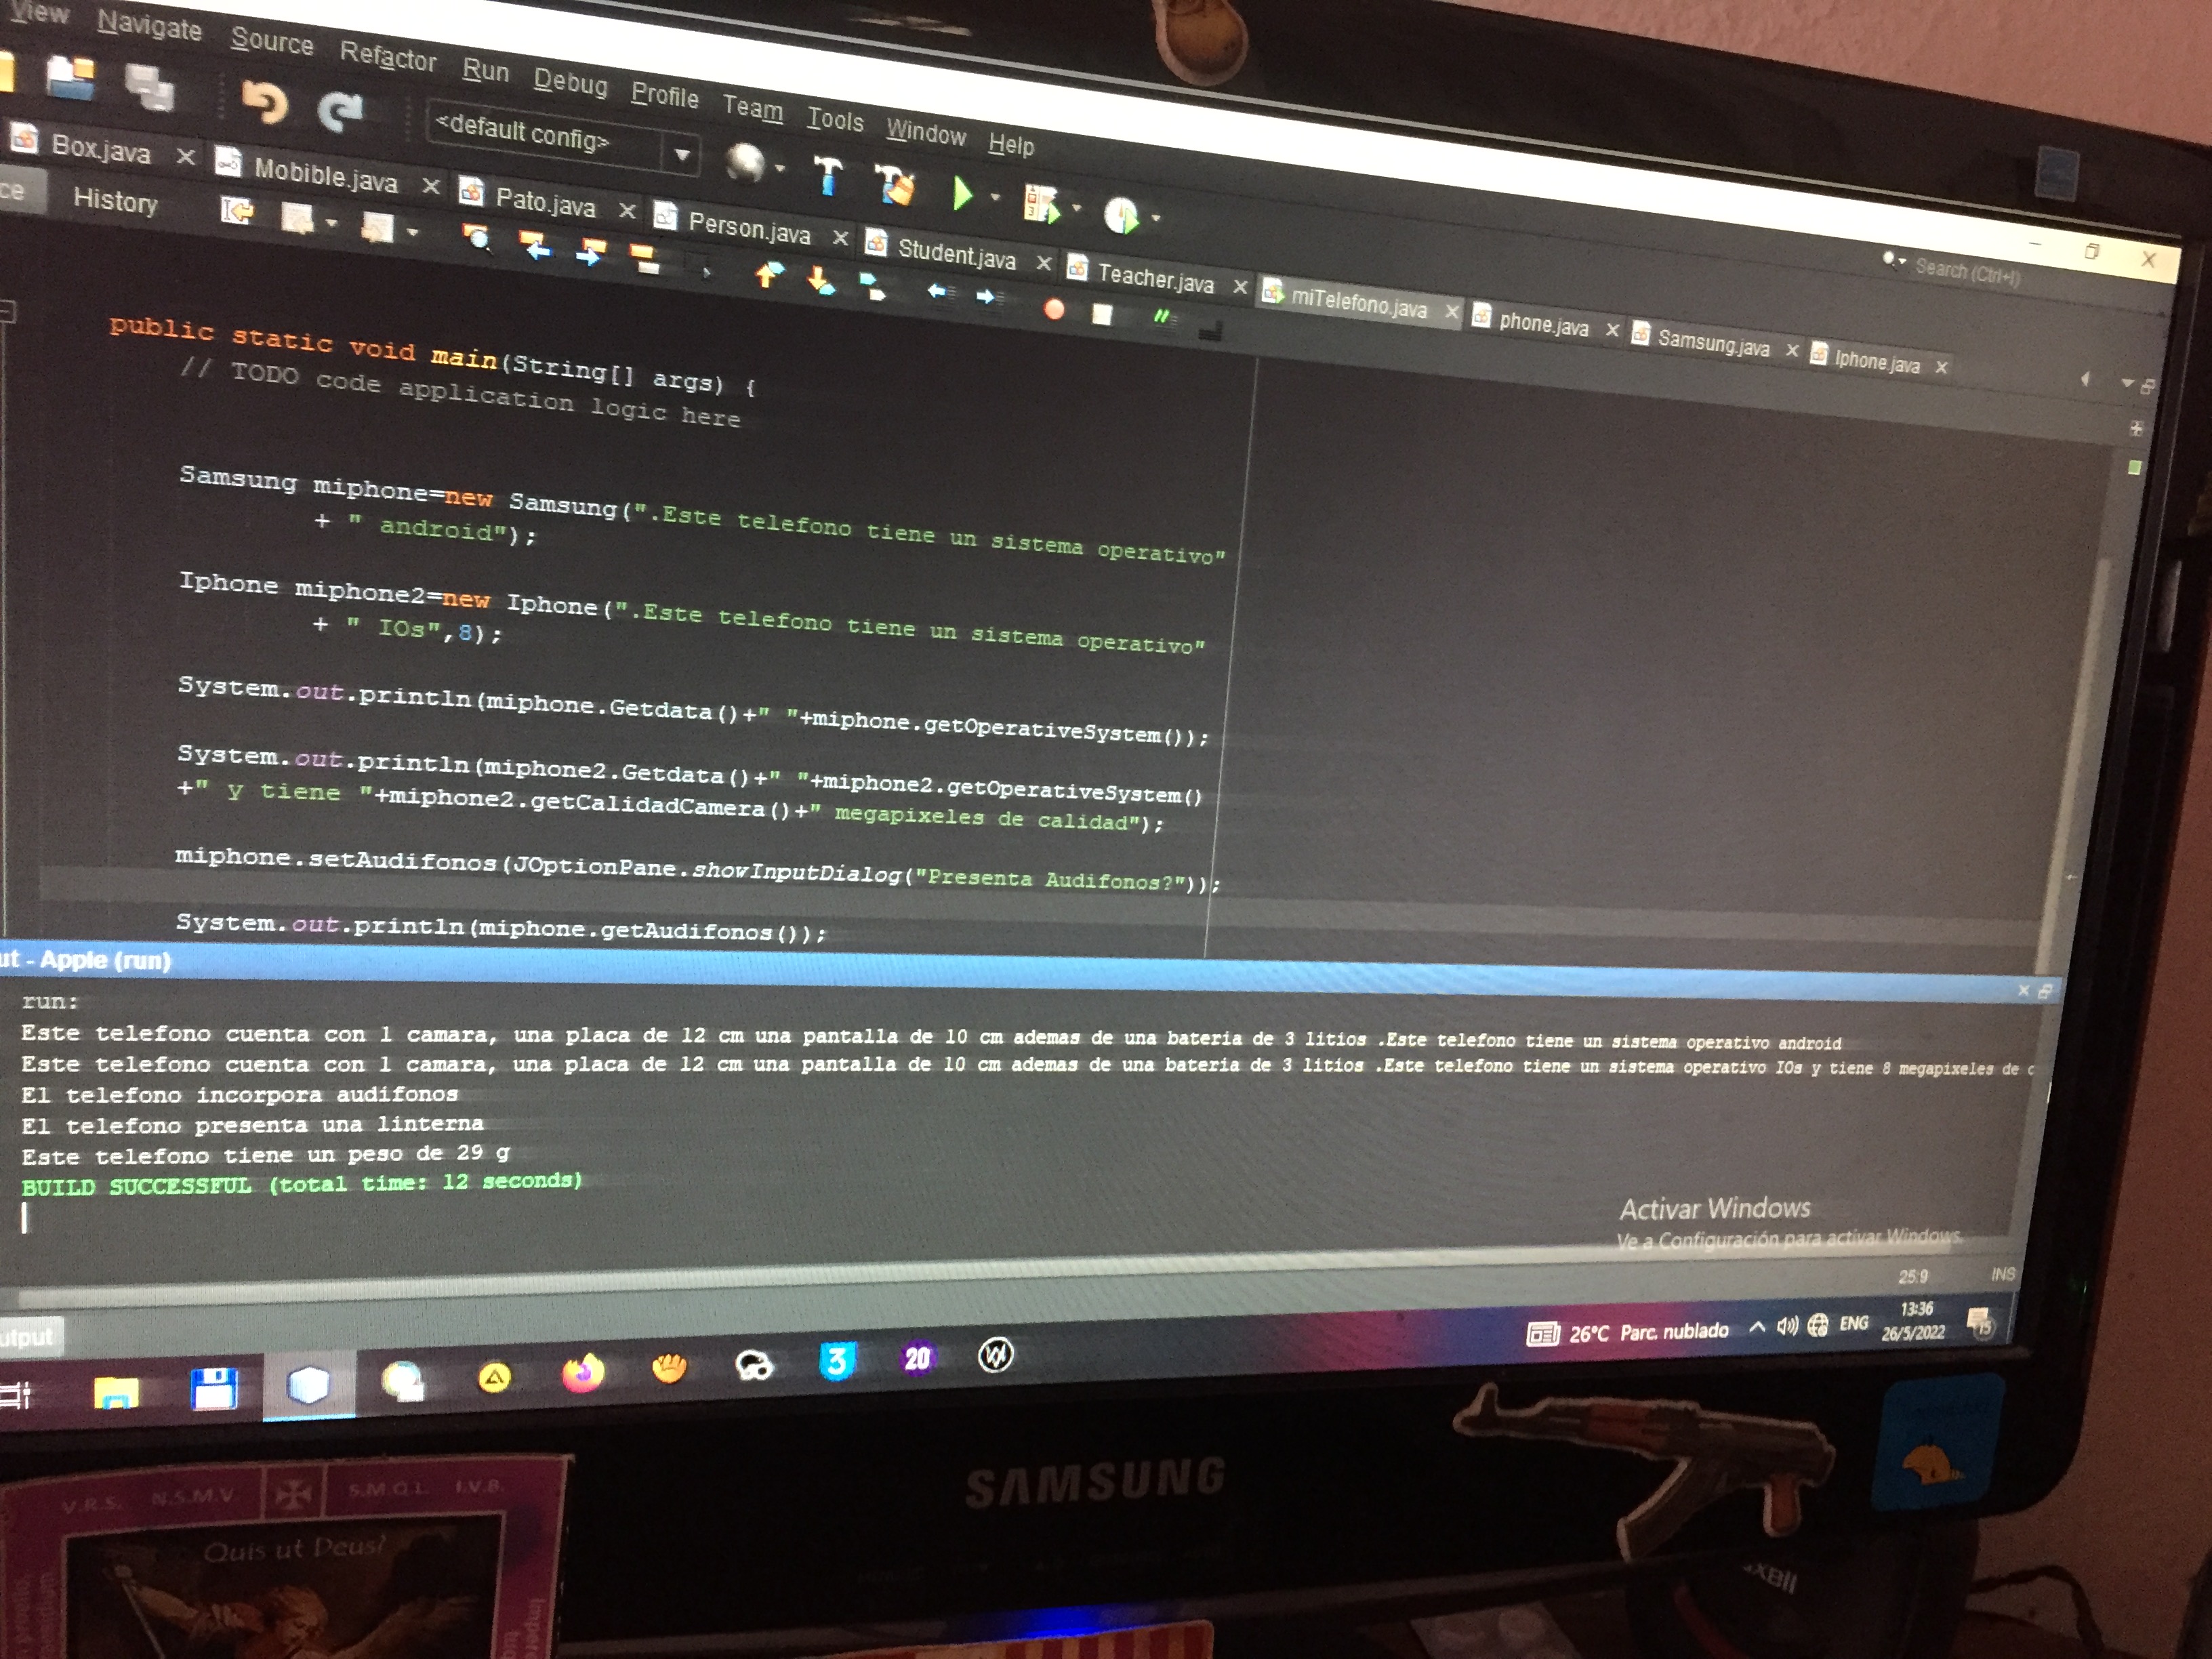 View Navigate Source Refactor Run Debug Profile Team Tools Window Help
<default config>
Search (Ctrl+I)
Box.java Mobible.java Pato.java Person.java Student.java Teacher.java miTelefono.java phone.java Samsung.java Iphone.java
History
public static void main(String[] args) {
// TODO code application logic here
Samsung miphone=new Samsung(".Este telefono tiene un sistema operativo"
+ " android");
Iphone miphone2=new Iphone(".Este telefono tiene un sistema operativo"
+ " IOs",8);
System.out.println(miphone.Getdata()+" "+miphone.getOperativeSystem());
System.out.println(miphone2.Getdata()+" "+miphone2.getOperativeSystem()
+" y tiene "+miphone2.getCalidadCamera()+" megapixeles de calidad");
miphone.setAudifonos(JOptionPane.showInputDialog("Presenta Audifonos?"));
System.out.println(miphone.getAudifonos());
- Apple (run)
run:
Este telefono cuenta con 1 camara, una placa de 12 cm una pantalla de 10 cm ademas de una bateria de 3 litios .Este telefono tiene un sistema operativo android
Este telefono cuenta con 1 camara, una placa de 12 cm una pantalla de 10 cm ademas de una bateria de 3 litios .Este telefono tiene un sistema operativo IOs y tiene 8 megapixeles de c
El telefono incorpora audifonos
El telefono presenta una linterna
Este telefono tiene un peso de 29 g
BUILD SUCCESSFUL (total time: 12 seconds)
Activar Windows
Ve a Configuración para activar Windows.
25:9 INS
26°C Parc. nublado ENG 13:36
26/5/2022
15
3 20
SAMSUNG
V.R.S. N.S.M.V S.M.Q.L I.V.B.
Quis ut Deus?